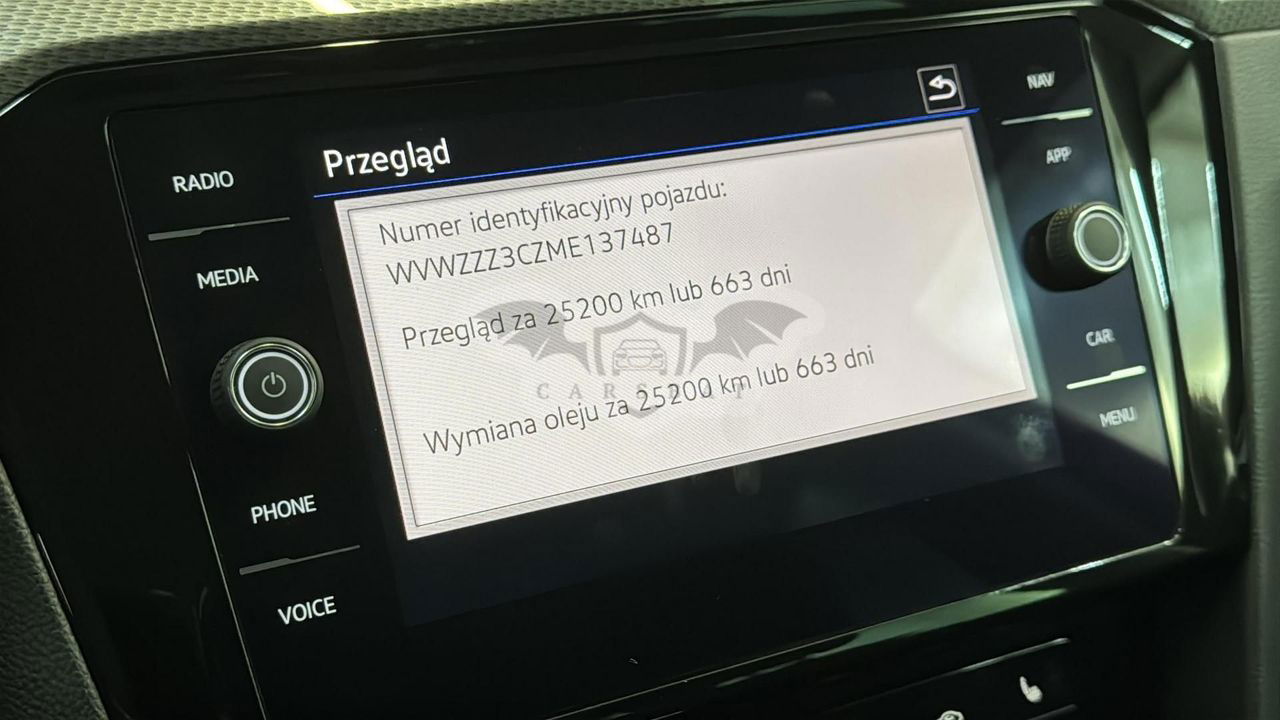 Przegląd
Numer identyfikacyjny pojazdu:
WVWZZZ3CZME137487
Przegląd za 25200 km lub 663 dni
Wymiana oleju za 25200 km lub 663 dni
RADIO
MEDIA
PHONE
VOICE
NAV
APP
CAR
MENU